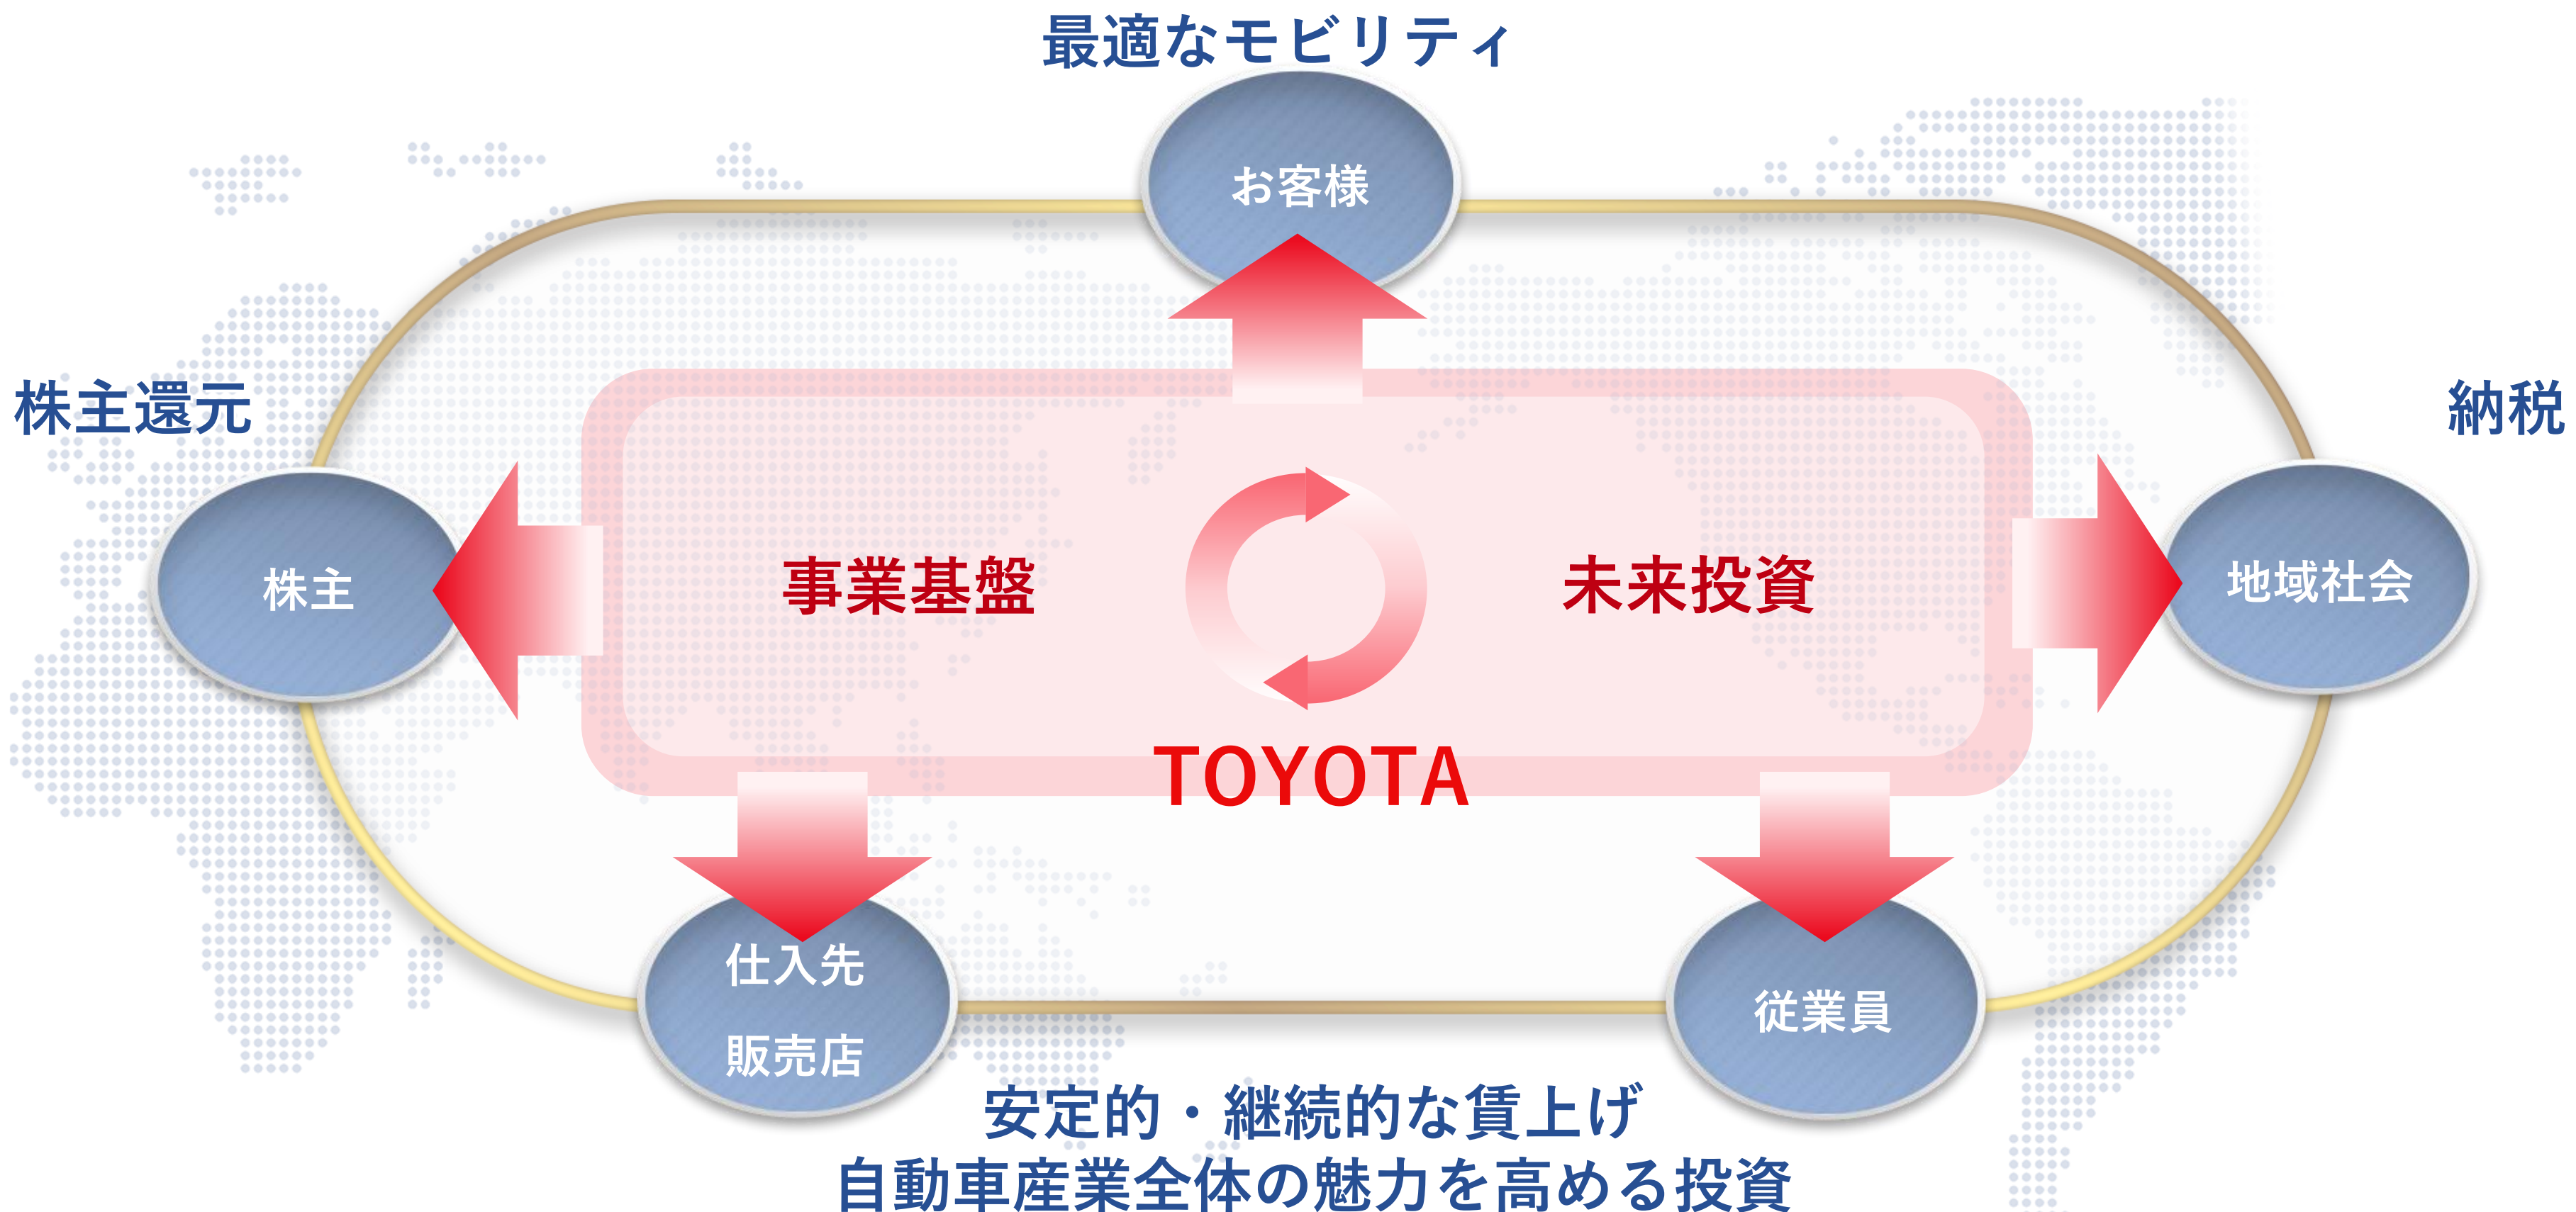 最適なモビリティ
お客様
株主還元
納税
株主
事業基盤
未来投資
地域社会
TOYOTA
仕入先
販売店
従業員
安定的・継続的な賃上げ
自動車産業全体の魅力を高める投資